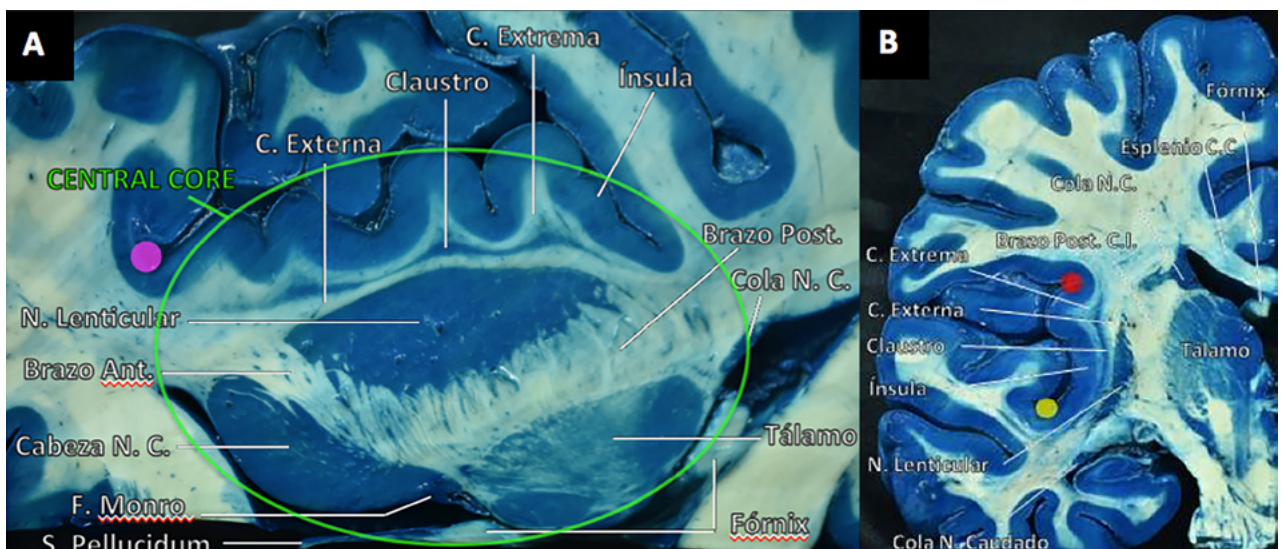 A
C. Extrema
Claustro
Ínsula
C. Externa
CENTRAL CORE
Brazo Post.
Cola N. C.
N. Lenticular
Brazo Ant.
Cabeza N. C.
Tálamo
F. Monro
Fórnix
S. Pellucidum
B
Fórnix
Esplenio C.C
Cola N.C.
Brazo Post. C.I.
C. Extrema
C. Externa
Claustro
Tálamo
Ínsula
N. Lenticular
Cola N. Caudado